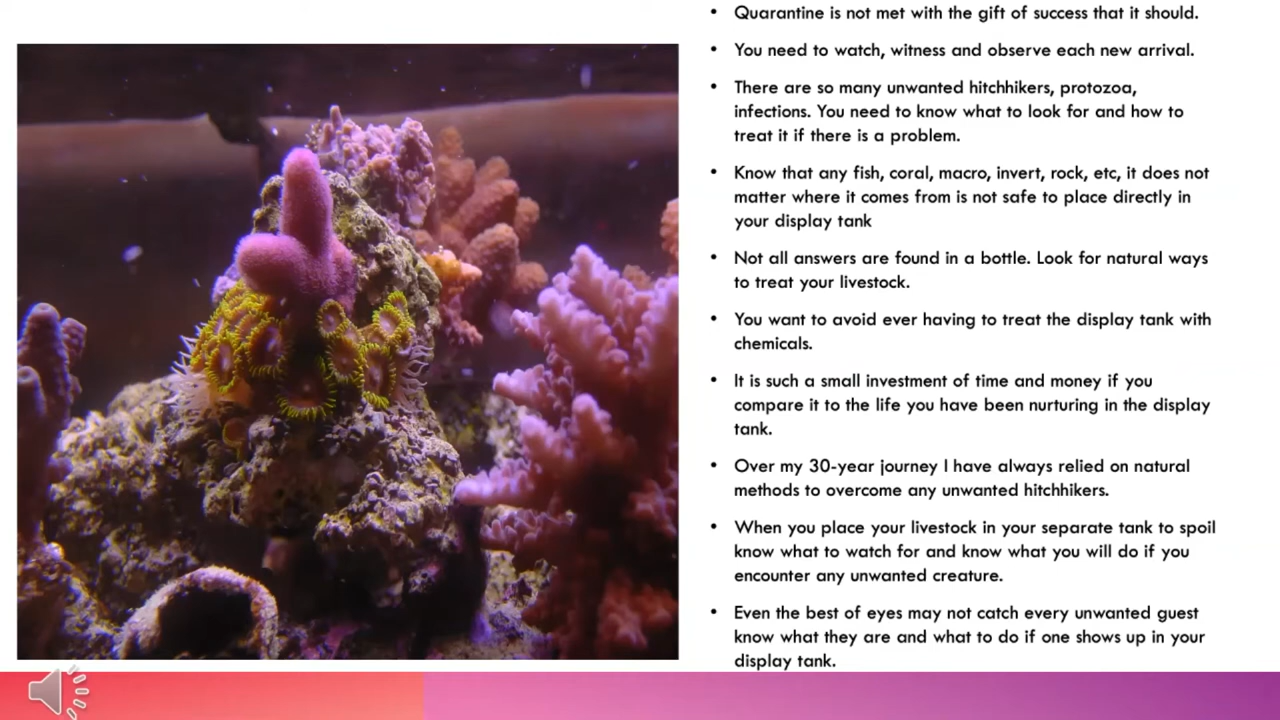 • Quarantine is not met with the gift of success that it should.
• You need to watch, witness and observe each new arrival.
• There are so many unwanted hitchhikers, protozoa,
infections. You need to know what to look for and how to
treat it if there is a problem.
• Know that any fish, coral, macro, invert, rock, etc, it does not
matter where it comes from is not safe to place directly in
your display tank
• Not all answers are found in a bottle. Look for natural ways
to treat your livestock.
• You want to avoid ever having to treat the display tank with
chemicals.
• It is such a small investment of time and money if you
compare it to the life you have been nurturing in the display
tank.
• Over my 30-year journey I have always relied on natural
methods to overcome any unwanted hitchhikers.
• When you place your livestock in your separate tank to spoil
know what to watch for and know what you will do if you
encounter any unwanted creature.
• Even the best of eyes may not catch every unwanted guest
know what they are and what to do if one shows up in your
display tank.